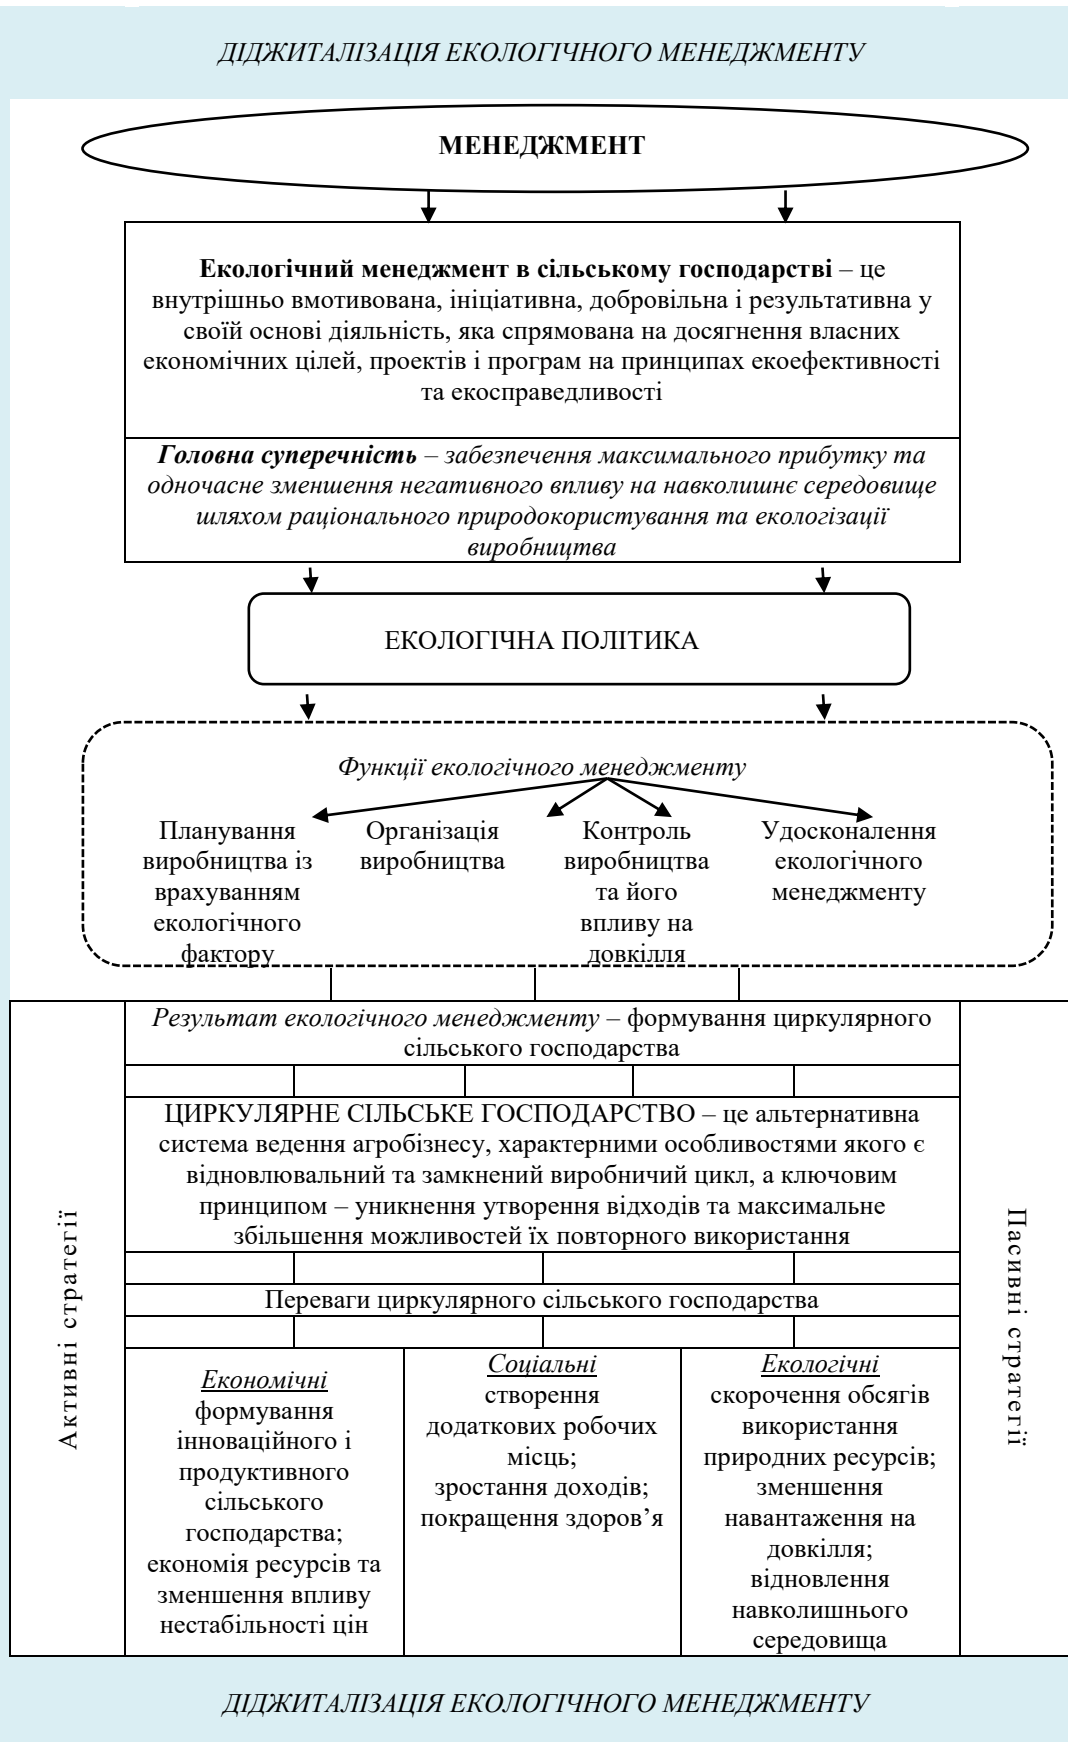 ДІДЖИТАЛІЗАЦІЯ ЕКОЛОГІЧНОГО МЕНЕДЖМЕНТУ
МЕНЕДЖМЕНТ
Екологічний менеджмент в сільському господарстві – це
внутрішньо вмотивована, ініціативна, добровільна і результативна у
своїй основі діяльність, яка спрямована на досягнення власних
економічних цілей, проектів і програм на принципах екоефективності
та екосправедливості
Головна суперечність – забезпечення максимального прибутку та
одночасне зменшення негативного впливу на навколишнє середовище
шляхом раціонального природокористування та екологізації
виробництва
ЕКОЛОГІЧНА ПОЛІТИКА
Функції екологічного менеджменту
Планування
виробництва із
врахуванням
екологічного
фактору
Організація
виробництва
Контроль
виробництва
та його
впливу на
довкілля
Удосконалення
екологічного
менеджменту
Активні стратегії
Результат екологічного менеджменту – формування циркулярного
сільського господарства
ЦИРКУЛЯРНЕ СІЛЬСЬКЕ ГОСПОДАРСТВО – це альтернативна
система ведення агробізнесу, характерними особливостями якого є
відновлювальний та замкнений виробничий цикл, а ключовим
принципом – уникнення утворення відходів та максимальне
збільшення можливостей їх повторного використання
Переваги циркулярного сільського господарства
Економічні
формування
інноваційного і
продуктивного
сільського
господарства;
економія ресурсів та
зменшення впливу
нестабільності цін
Соціальні
створення
додаткових робочих
місць;
зростання доходів;
покращення здоров’я
Екологічні
скорочення обсягів
використання
природних ресурсів;
зменшення
навантаження на
довкілля;
відновлення
навколишнього
середовища
Пасивні стратегії
ДІДЖИТАЛІЗАЦІЯ ЕКОЛОГІЧНОГО МЕНЕДЖМЕНТУ